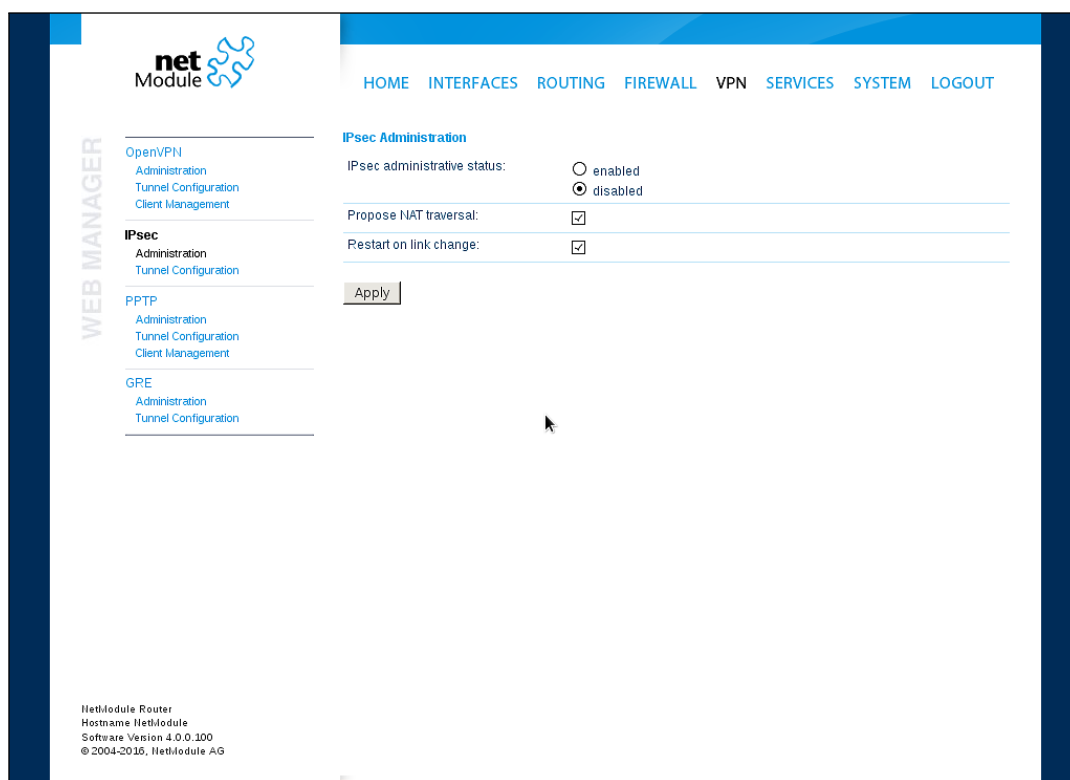 net
Module
HOME INTERFACES ROUTING FIREWALL VPN SERVICES SYSTEM LOGOUT
WEB MANAGER
OpenVPN
Administration
Tunnel Configuration
Client Management
IPsec
Administration
Tunnel Configuration
PPTP
Administration
Tunnel Configuration
Client Management
GRE
Administration
Tunnel Configuration
IPsec Administration
IPsec administrative status:
enabled
disabled
Propose NAT traversal:
Restart on link change:
Apply
NetModule Router
Hostname NetModule
Software Version 4.0.0.100
© 2004-2016, NetModule AG